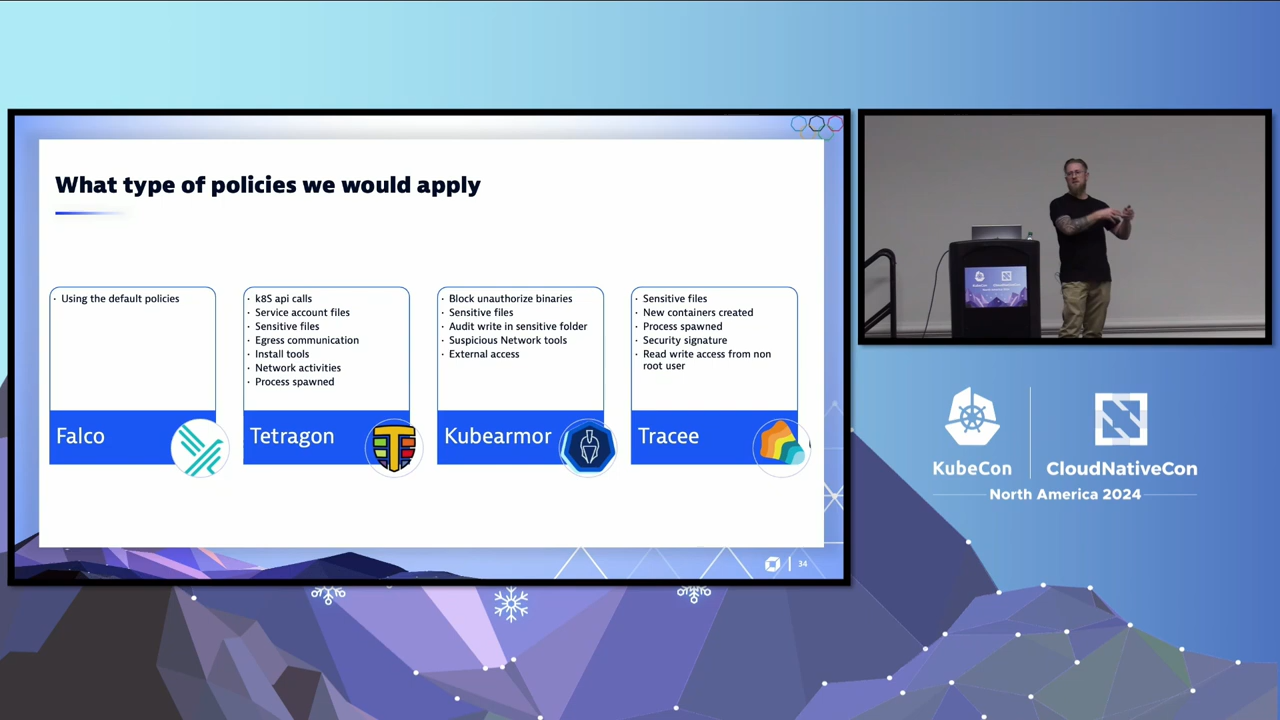 What type of policies we would apply
· Using the default policies
Falco
· k8S api calls
· Service account files
· Sensitive files
· Egress communication
· Install tools
· Network activities
· Process spawned
Tetragon
· Block unauthorize binaries
· Sensitive files
· Audit write in sensitive folder
· Suspicious Network tools
· External access
Kubearmor
· Sensitive files
· New containers created
· Process spawned
· Security signature
· Read write access from non
root user
Tracee
34
KubeCon
CloudNativeCon
North America 2024